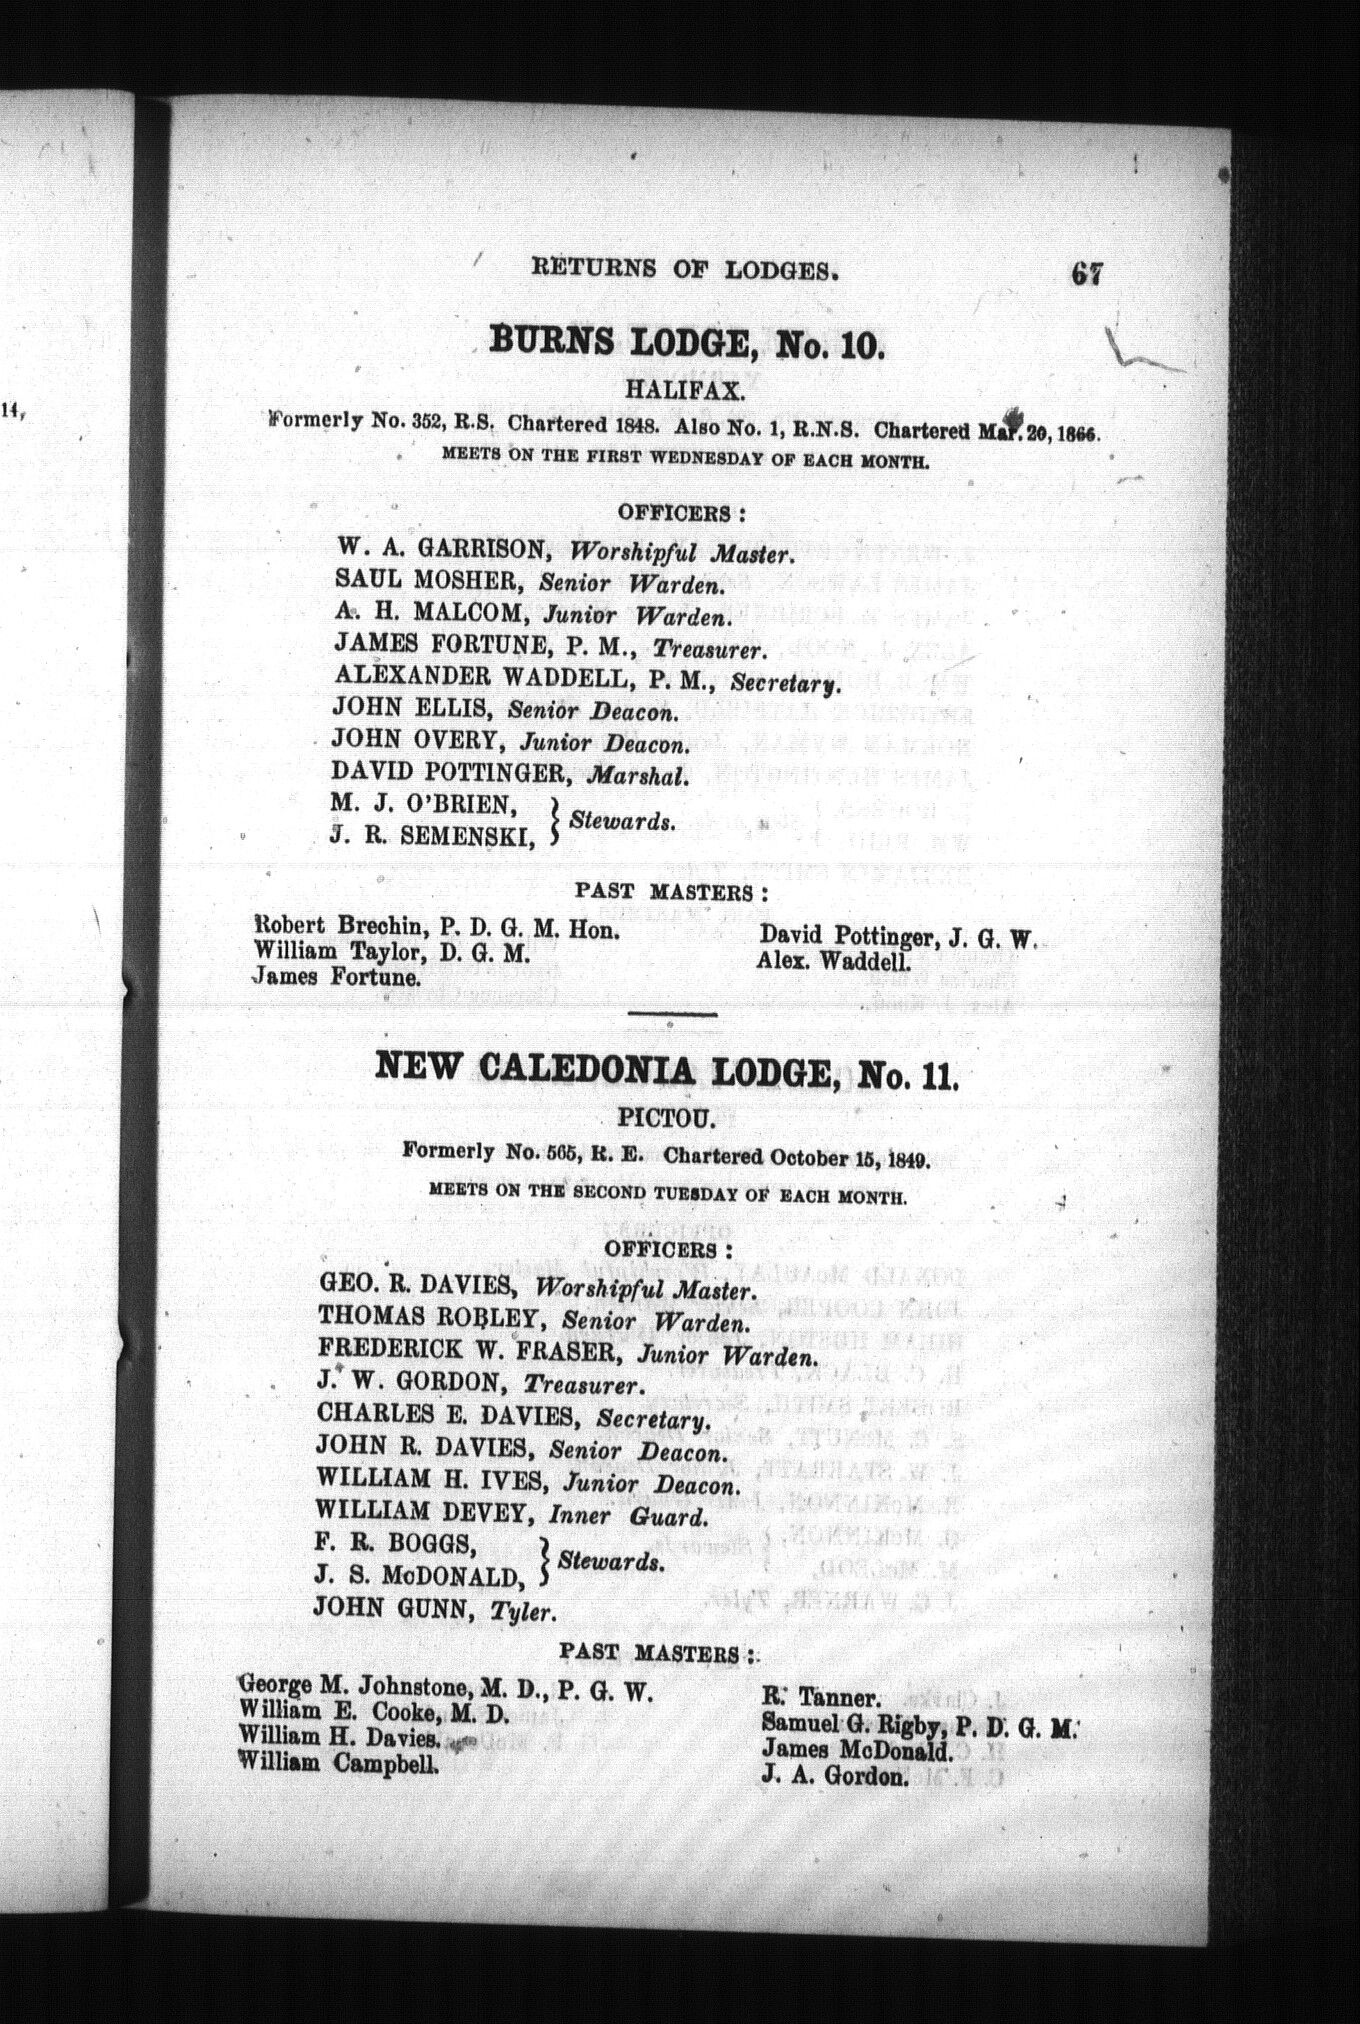 14,
RETURNS OF LODGES. 67
BURNS LODGE, No. 10.
HALIFAX.
Formerly No. 352, R.S. Chartered 1848. Also No. 1, R.N.S. Chartered Mar. 20, 1866.
MEETS ON THE FIRST WEDNESDAY OF EACH MONTH.
OFFICERS:
W. A. GARRISON, Worshipful Master.
SAUL MOSHER, Senior Warden.
A. H. MALCOM, Junior Warden.
JAMES FORTUNE, P. M., Treasurer.
ALEXANDER WADDELL, P. M., Secretary.
JOHN ELLIS, Senior Deacon.
JOHN OVERY, Junior Deacon.
DAVID POTTINGER, Marshal.
M. J. O'BRIEN,
J. R. SEMENSKI, } Stewards.
PAST MASTERS:
Robert Brechin, P. D. G. M. Hon.
William Taylor, D. G. M.
James Fortune.
David Pottinger, J. G. W.
Alex. Waddell.
NEW CALEDONIA LODGE, No. 11.
PICTOU.
Formerly No. 565, R. E. Chartered October 15, 1849.
MEETS ON THE SECOND TUESDAY OF EACH MONTH.
OFFICERS:
GEO. R. DAVIES, Worshipful Master.
THOMAS ROBLEY, Senior Warden.
FREDERICK W. FRASER, Junior Warden.
J. W. GORDON, Treasurer.
CHARLES E. DAVIES, Secretary.
JOHN R. DAVIES, Senior Deacon.
WILLIAM H. IVES, Junior Deacon.
WILLIAM DEVEY, Inner Guard.
F. R. BOGGS,
J. S. McDONALD, } Stewards.
JOHN GUNN, Tyler.
PAST MASTERS:
George M. Johnstone, M. D., P. G. W.
William E. Cooke, M. D.
William H. Davies.
William Campbell.
R. Tanner.
Samuel G. Rigby, P. D. G. M.
James McDonald.
J. A. Gordon.